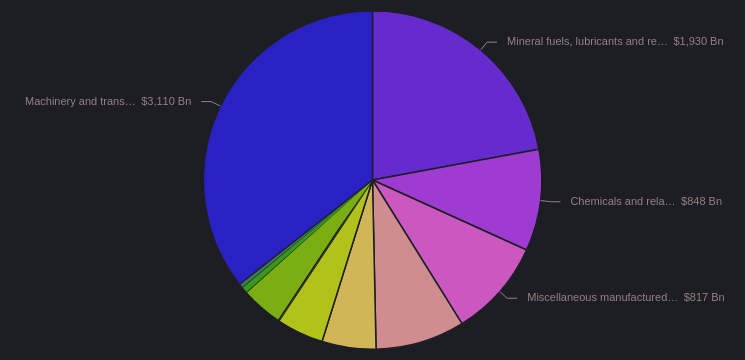 Mineral fuels, lubricants and re... $1,930 Bn
Machinery and trans... $3,110 Bn
Chemicals and rela... $848 Bn
Miscellaneous manufactured... $817 Bn